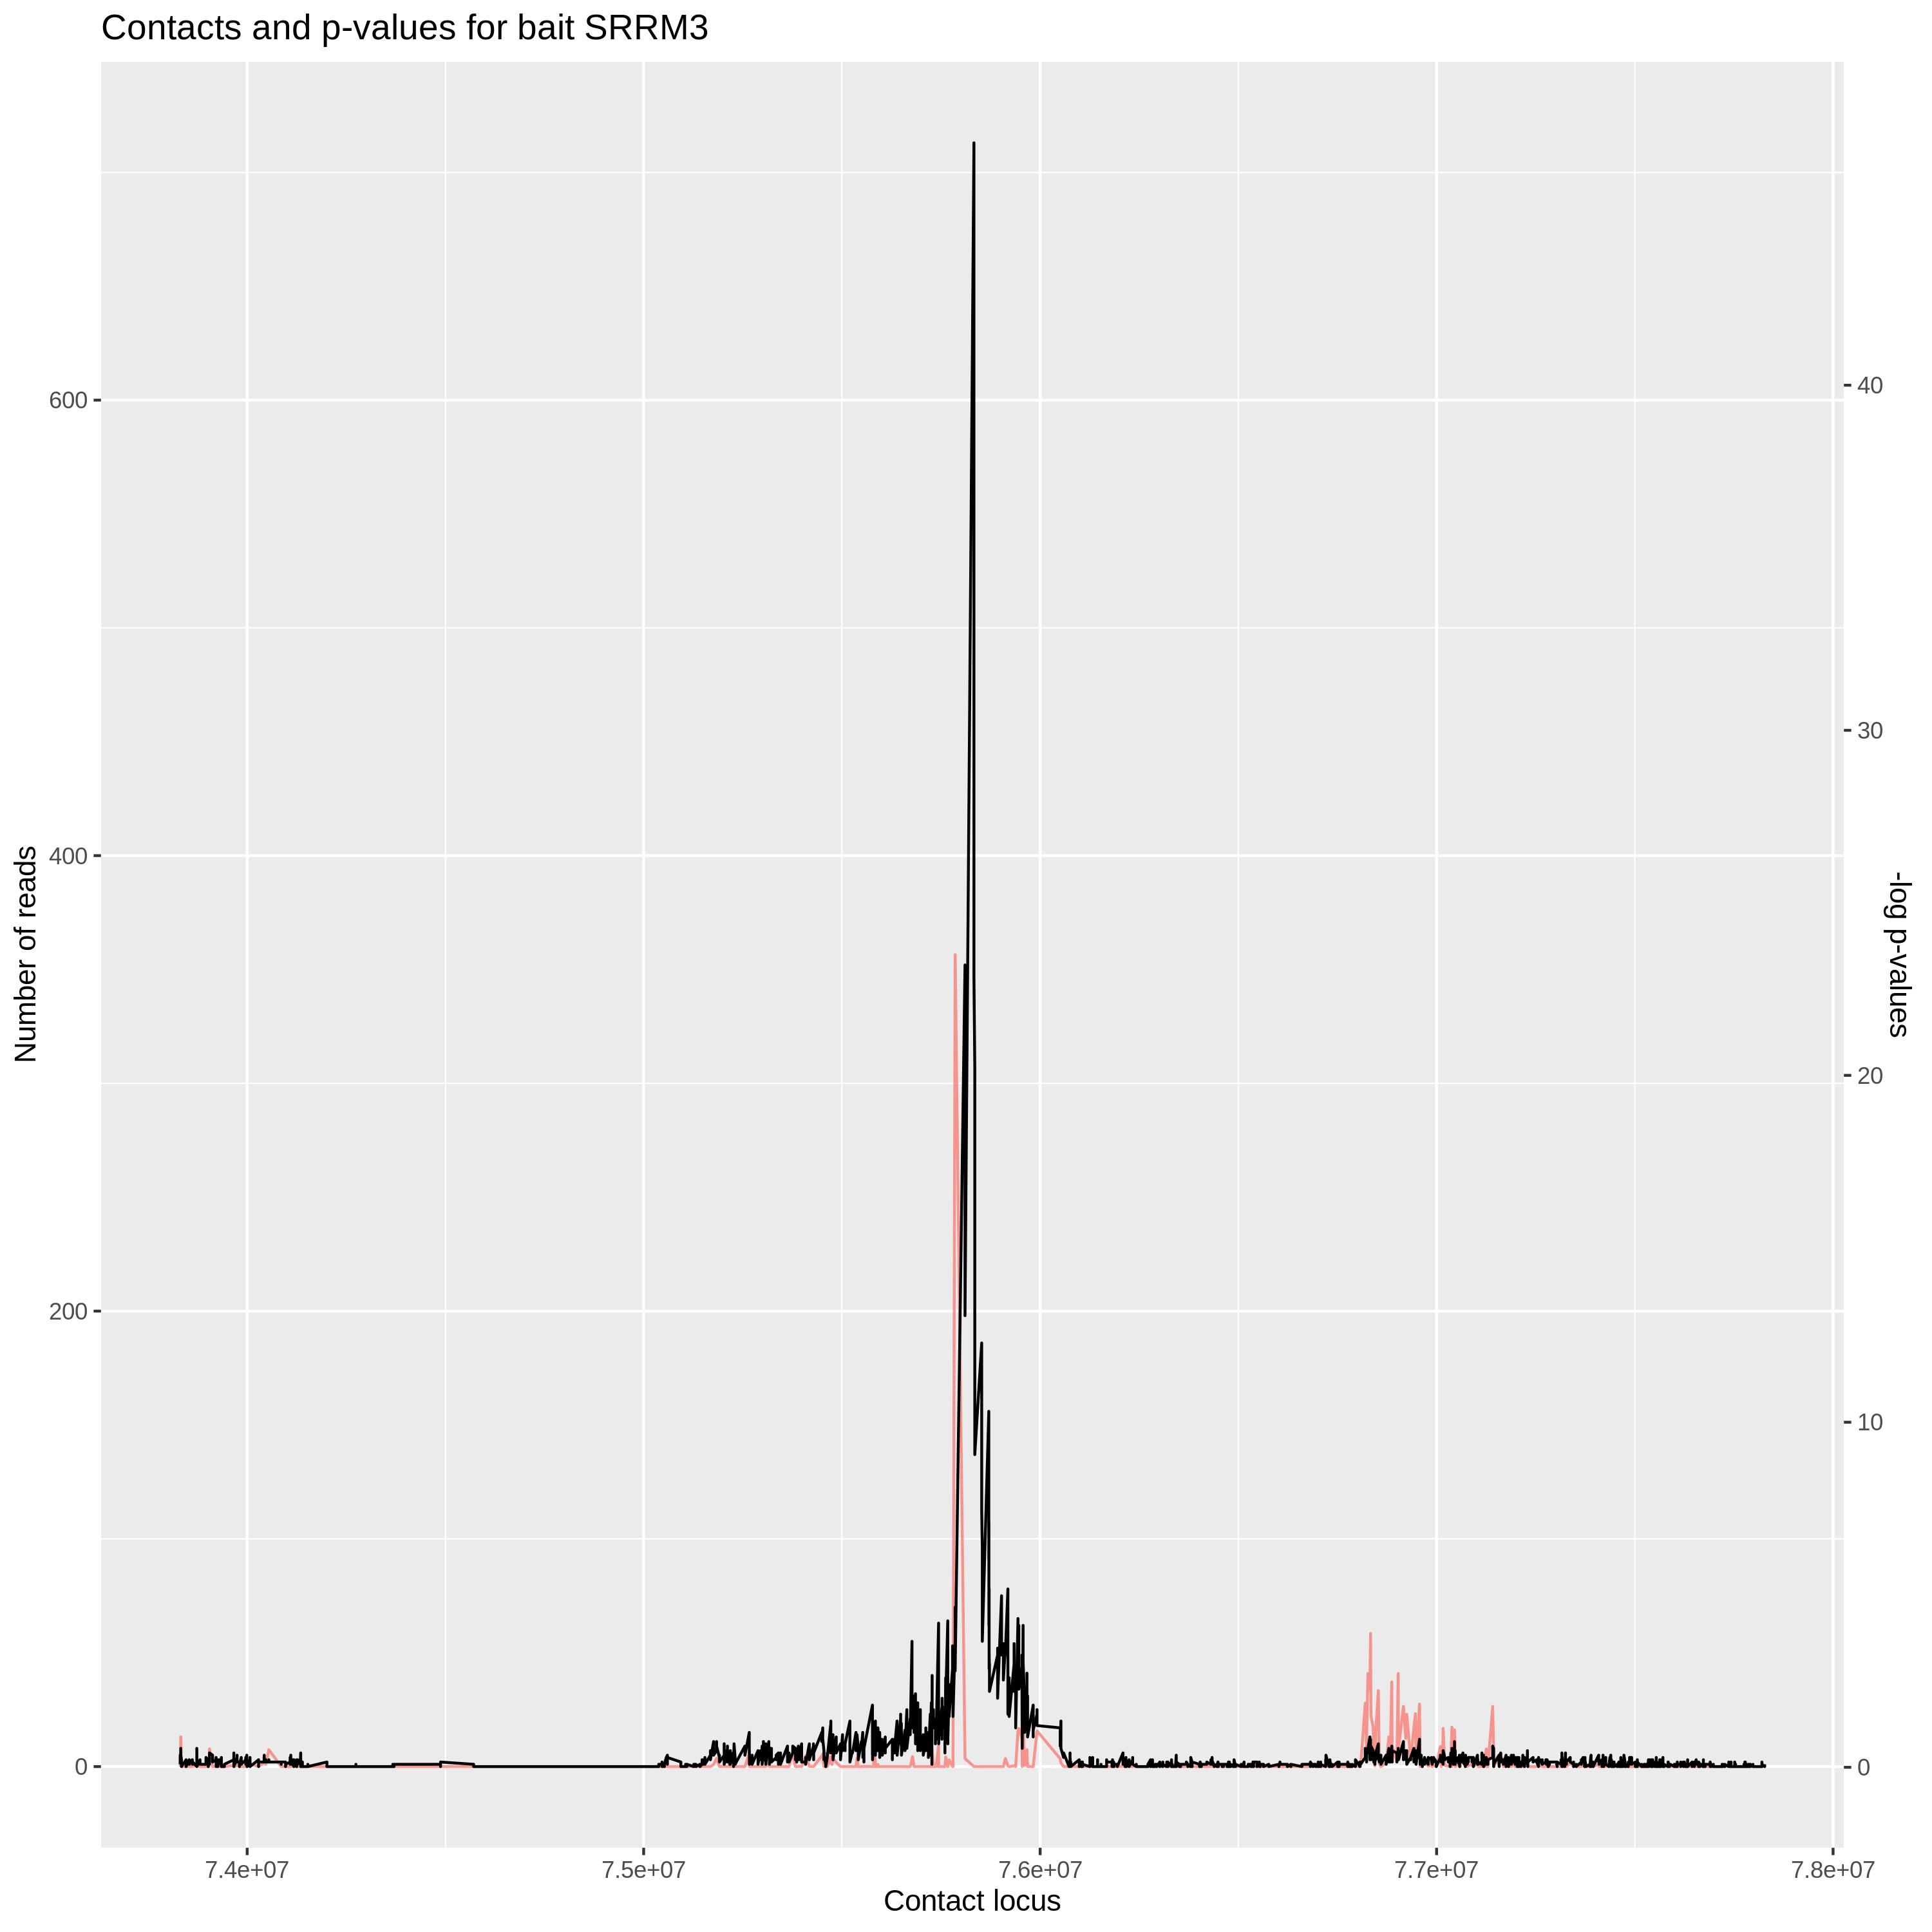 Contacts and p-values for bait SRRM3
600
400
200
0
Number of reads
40
30
20
10
0
-log p-values
7.4e+07
7.5e+07
7.6e+07
7.7e+07
7.8e+07
Contact locus